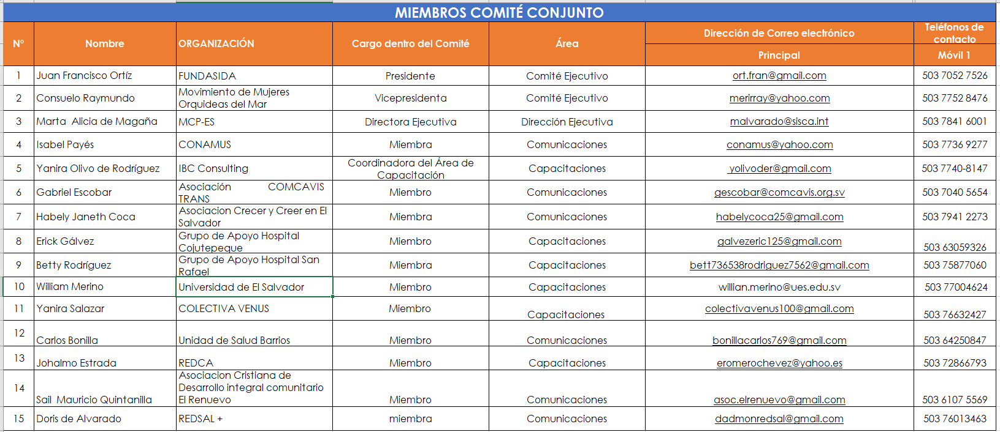 MIEMBROS COMITÉ CONJUNTO
Nº Nombre ORGANIZACIÓN Cargo dentro del Comité Área Dirección de Correo electrónico Teléfonos de contacto
Principal Móvil 1
1 Juan Francisco Ortíz FUNDASIDA Presidente Comité Ejecutivo ort.fran@gmail.com 503 7052 7526
2 Consuelo Raymundo Movimiento de Mujeres Orquideas del Mar Vicepresidenta Comité Ejecutivo merirray@yahoo.com 503 7752 8476
3 Marta  Alicia de Magaña MCP-ES Directora Ejecutiva Dirección Ejecutiva malvarado@sisca.int 503 7841 6001
4 Isabel Payés CONAMUS Miembra Comunicaciones conamus@yahoo.com 503 7736 9277
5 Yanira Olivo de Rodríguez IBC Consulting Coordinadora del Área de Capacitación Capacitaciones yolivoder@gmail.com 503 7740-8147
6 Gabriel Escobar Asociación COMCAVIS TRANS Miembro Comunicaciones gescobar@comcavis.org.sv 503 7040 5654
7 Habely Janeth Coca Asociacion Crecer y Creer en El Salvador Miembra Comunicaciones habelycoca25@gmail.com 503 7941 2273
8 Erick Gálvez Grupo de Apoyo Hospital Cojutepeque Miembro Capacitaciones galvezeric125@gmail.com 503 63059326
9 Betty Rodríguez Grupo de Apoyo Hospital San Rafael Miembra Capacitaciones bett736538rodriguez7562@gmail.com 503 75877060
10 William Merino Universidad de El Salvador Miembro Capacitaciones willian.merino@ues.edu.sv 503 77004624
11 Yanira Salazar COLECTIVA VENUS Miembro Capacitaciones colectivavenus100@gmail.com 503 76632427
12 Carlos Bonilla Unidad de Salud Barrios Miembro Comunicaciones bonillacarlos769@gmail.com 503 64250847
13 Johalmo Estrada REDCA Miembro Capacitaciones eromerochevez@yahoo.es 503 72866793
14 Sail  Mauricio Quintanilla Asociacion Cristiana de Desarrollo integral comunitario El Renuevo Miembro Comunicaciones asoc.elrenuevo@gmail.com 503 6107 5569
15 Doris de Alvarado REDSAL + miembra Comunicaciones dadmonredsal@gmail.com 503 76013463